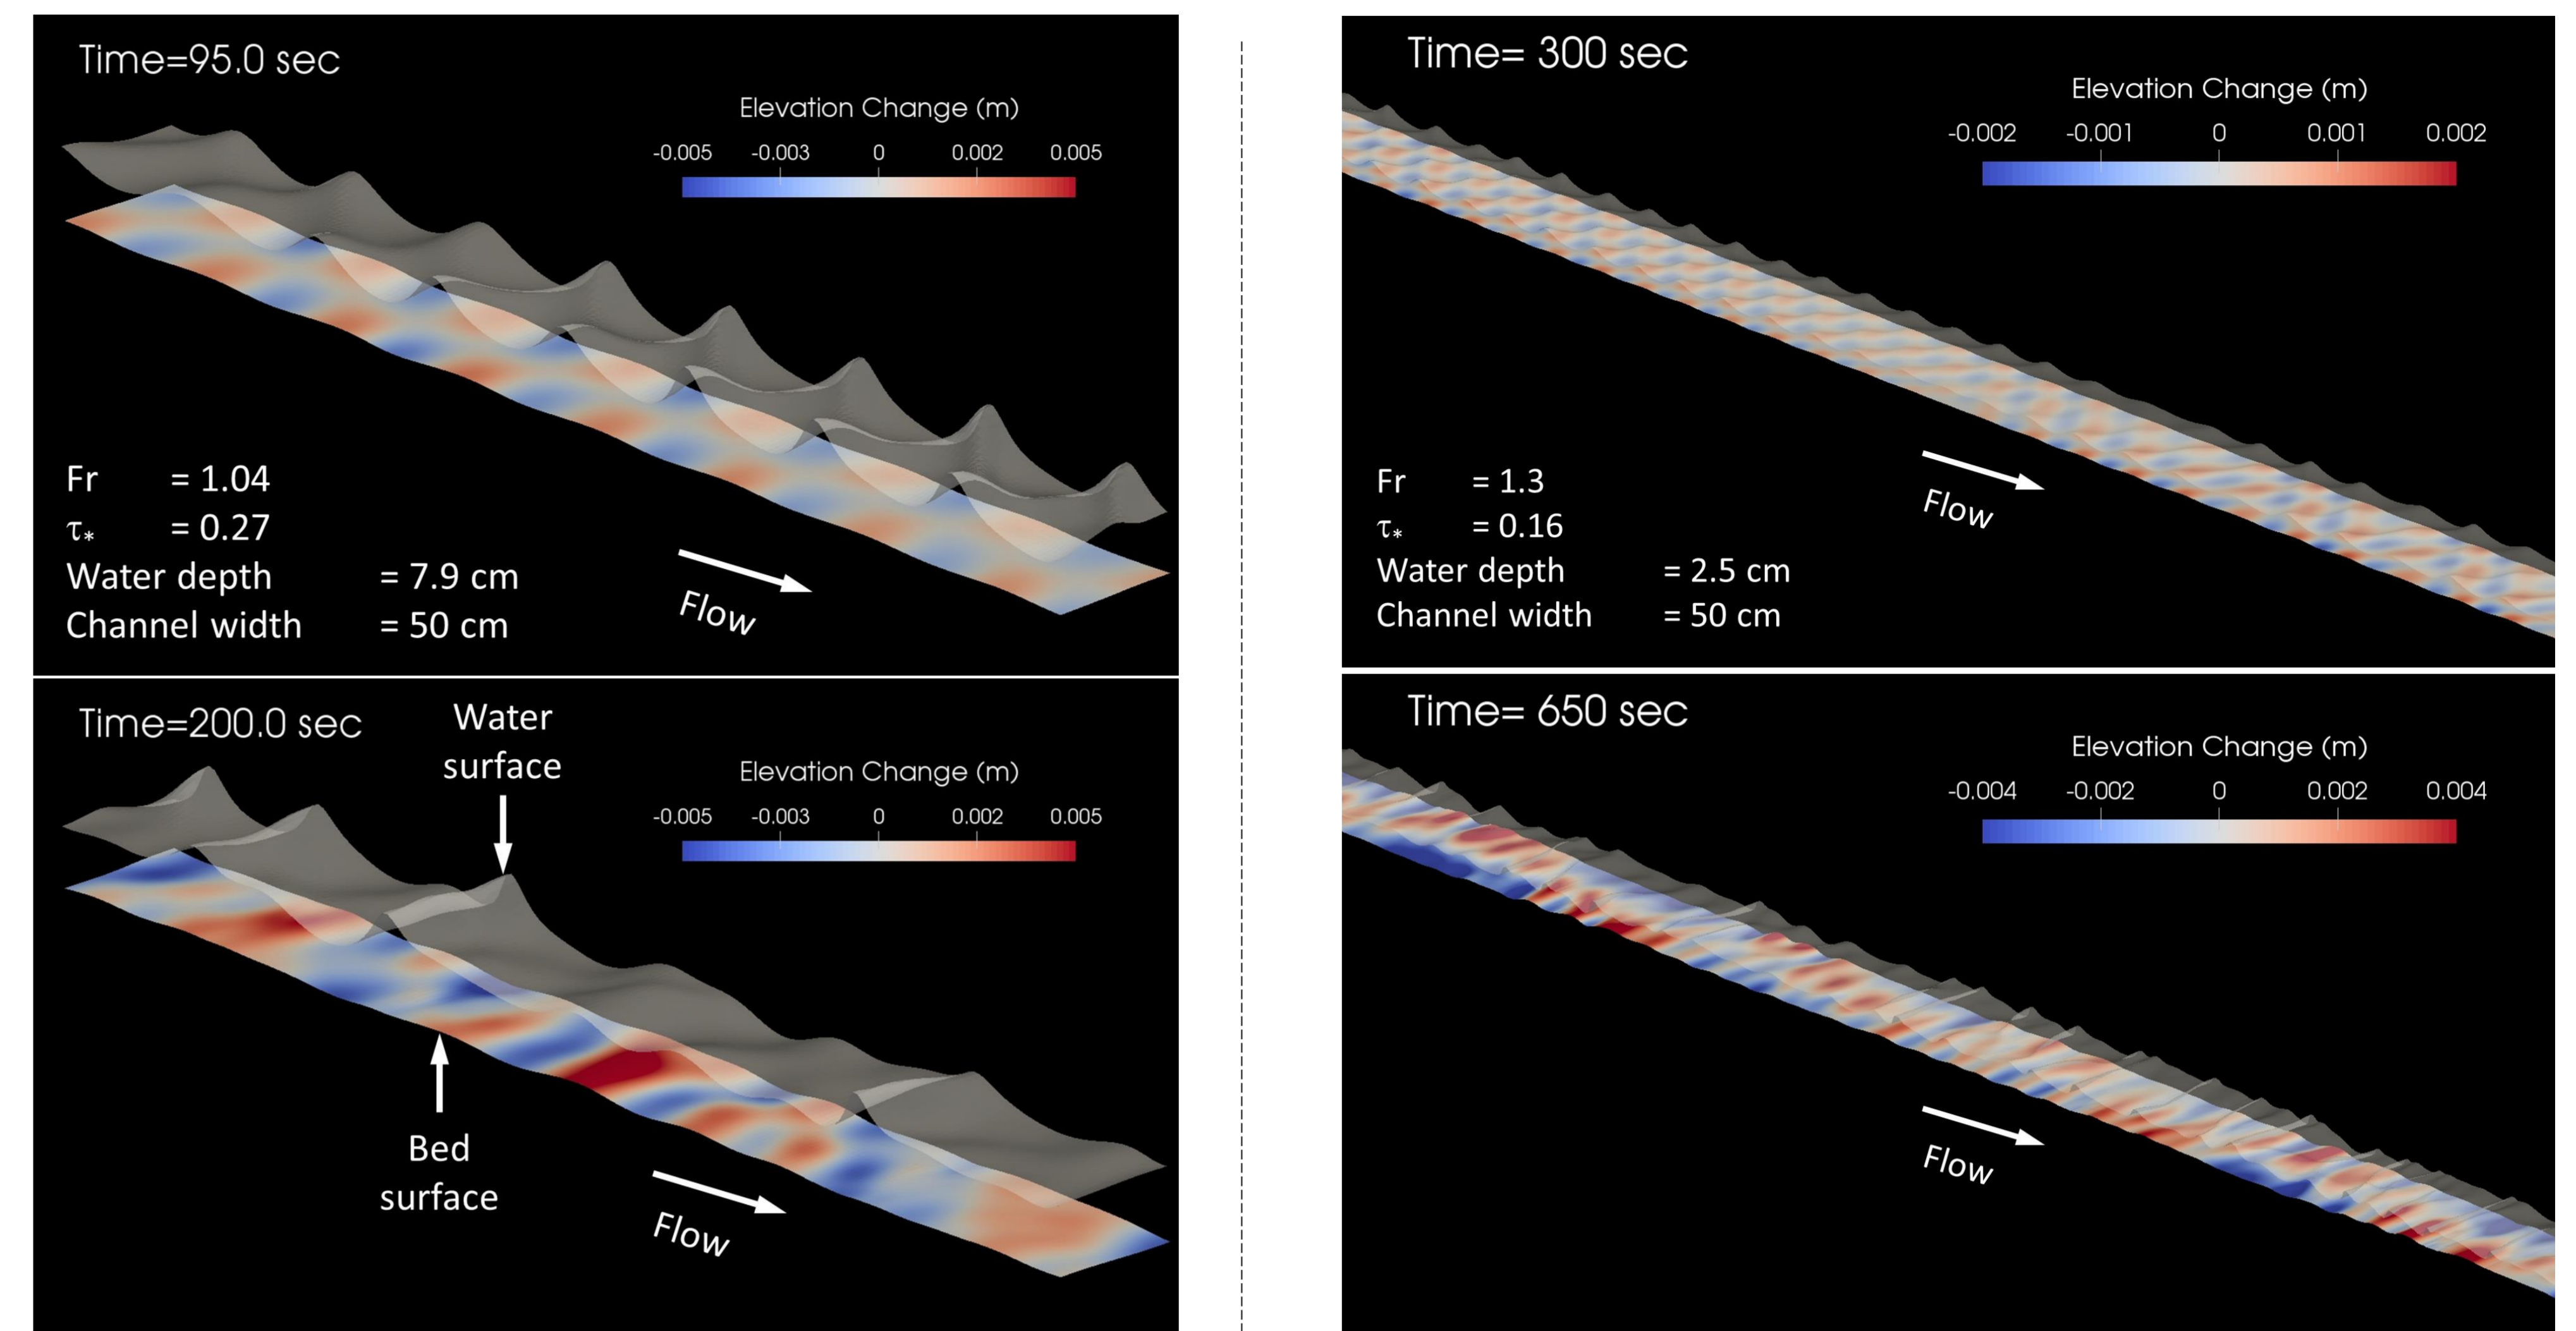 Time=95.0 sec
Elevation Change (m)
-0.005 -0.003 0 0.002 0.005
Fr = 1.04
τ* = 0.27
Water depth = 7.9 cm
Channel width = 50 cm
Flow
Time=200.0 sec
Water
surface
Elevation Change (m)
-0.005 -0.003 0 0.002 0.005
Bed
surface
Flow
Time= 300 sec
Elevation Change (m)
-0.002 -0.001 0 0.001 0.002
Fr = 1.3
τ* = 0.16
Water depth = 2.5 cm
Channel width = 50 cm
Flow
Time= 650 sec
Elevation Change (m)
-0.004 -0.002 0 0.002 0.004
Flow